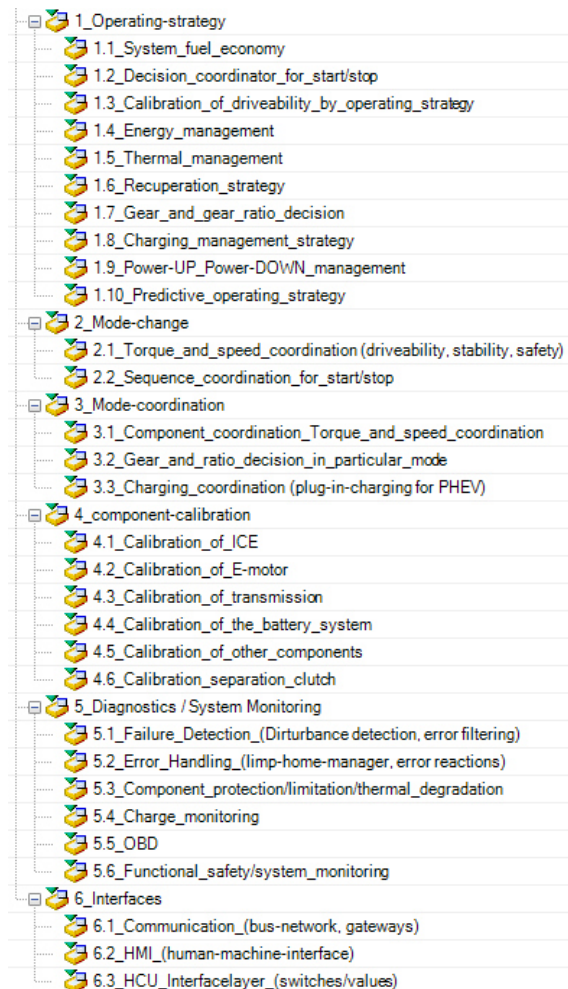 1_Operating-strategy
1.1_System_fuel_economy
1.2_Decision_coordinator_for_start/stop
1.3_Calibration_of_driveability_by_operating_strategy
1.4_Energy_management
1.5_Thermal_management
1.6_Recuperation_strategy
1.7_Gear_and_gear_ratio_decision
1.8_Charging_management_strategy
1.9_Power-UP_Power-DOWN_management
1.10_Predictive_operating_strategy
2_Mode-change
2.1_Torque_and_speed_coordination (driveability, stability, safety)
2.2_Sequence_coordination_for_start/stop
3_Mode-coordination
3.1_Component_coordination_Torque_and_speed_coordination
3.2_Gear_and_ratio_decision_in_particular_mode
3.3_Charging_coordination (plug-in-charging for PHEV)
4_component-calibration
4.1_Calibration_of_ICE
4.2_Calibration_of_E-motor
4.3_Calibration_of_transmission
4.4_Calibration_of_the_battery_system
4.5_Calibration_of_other_components
4.6_Calibration_separation_clutch
5_Diagnostics / System Monitoring
5.1_Failure_Detection_(Dirturbance detection, error filtering)
5.2_Error_Handling_(limp-home-manager, error reactions)
5.3_Component_protection/limitation/thermal_degradation
5.4_Charge_monitoring
5.5_OBD
5.6_Functional_safety/system_monitoring
6_Interfaces
6.1_Communication_(bus-network, gateways)
6.2_HMI_(human-machine-interface)
6.3_HCU_Interfacelayer_(switches/values)